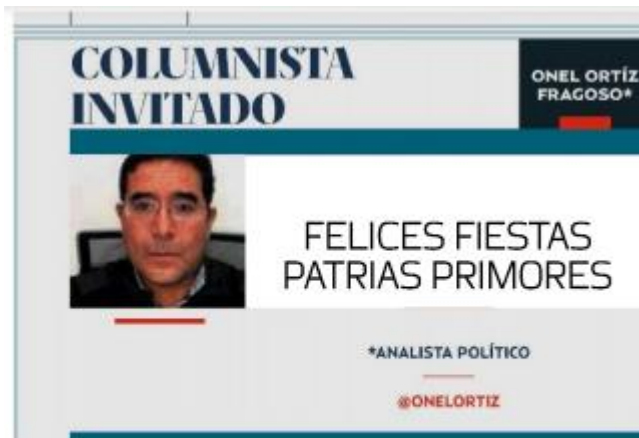 COLUMNISTA
INVITADO
ONEL ORTÍZ
FRAGOSO*
FELICES FIESTAS
PATRIAS PRIMORES
*ANALISTA POLÍTICO
@ONELORTIZ